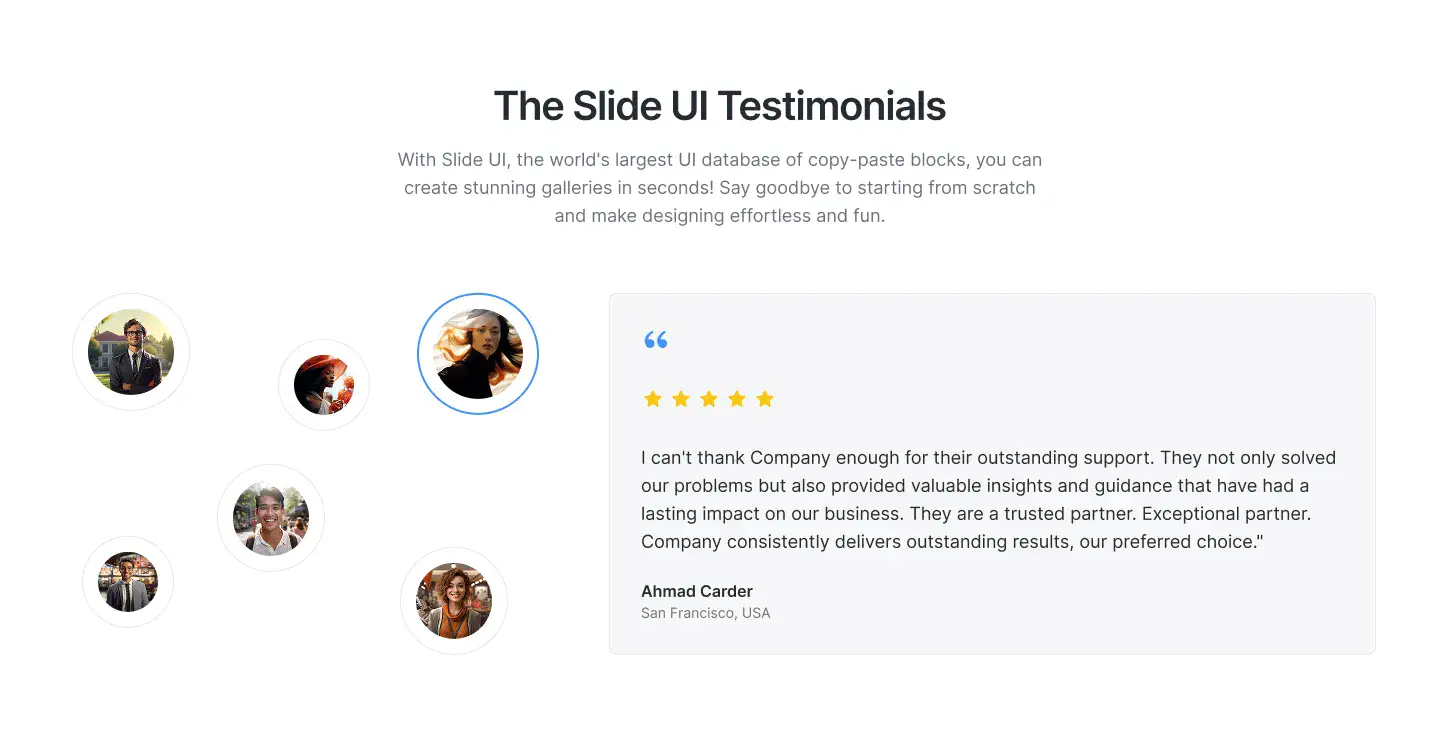 The Slide UI Testimonials
With Slide UI, the world's largest UI database of copy-paste blocks, you can
create stunning galleries in seconds! Say goodbye to starting from scratch
and make designing effortless and fun.
“
I can't thank Company enough for their outstanding support. They not only solved
our problems but also provided valuable insights and guidance that have had a
lasting impact on our business. They are a trusted partner. Exceptional partner.
Company consistently delivers outstanding results, our preferred choice."
Ahmad Carder
San Francisco, USA